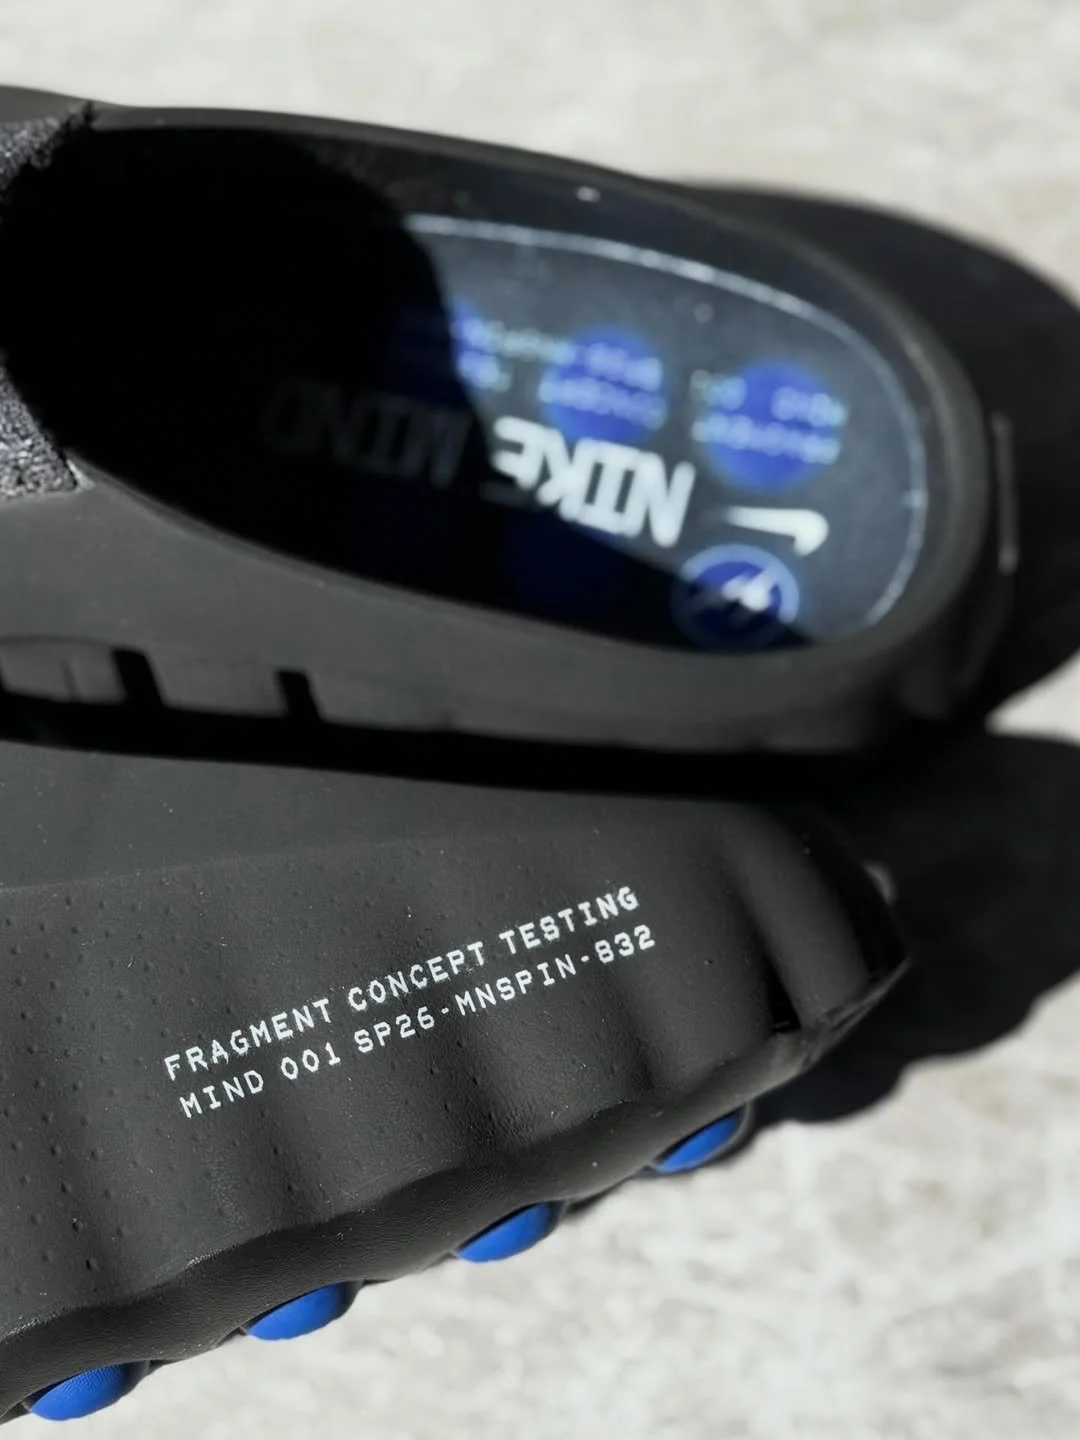 NIKE MIND
FRAGMENT CONCEPT TESTING
MIND 001 SP26-MNSPIN-832